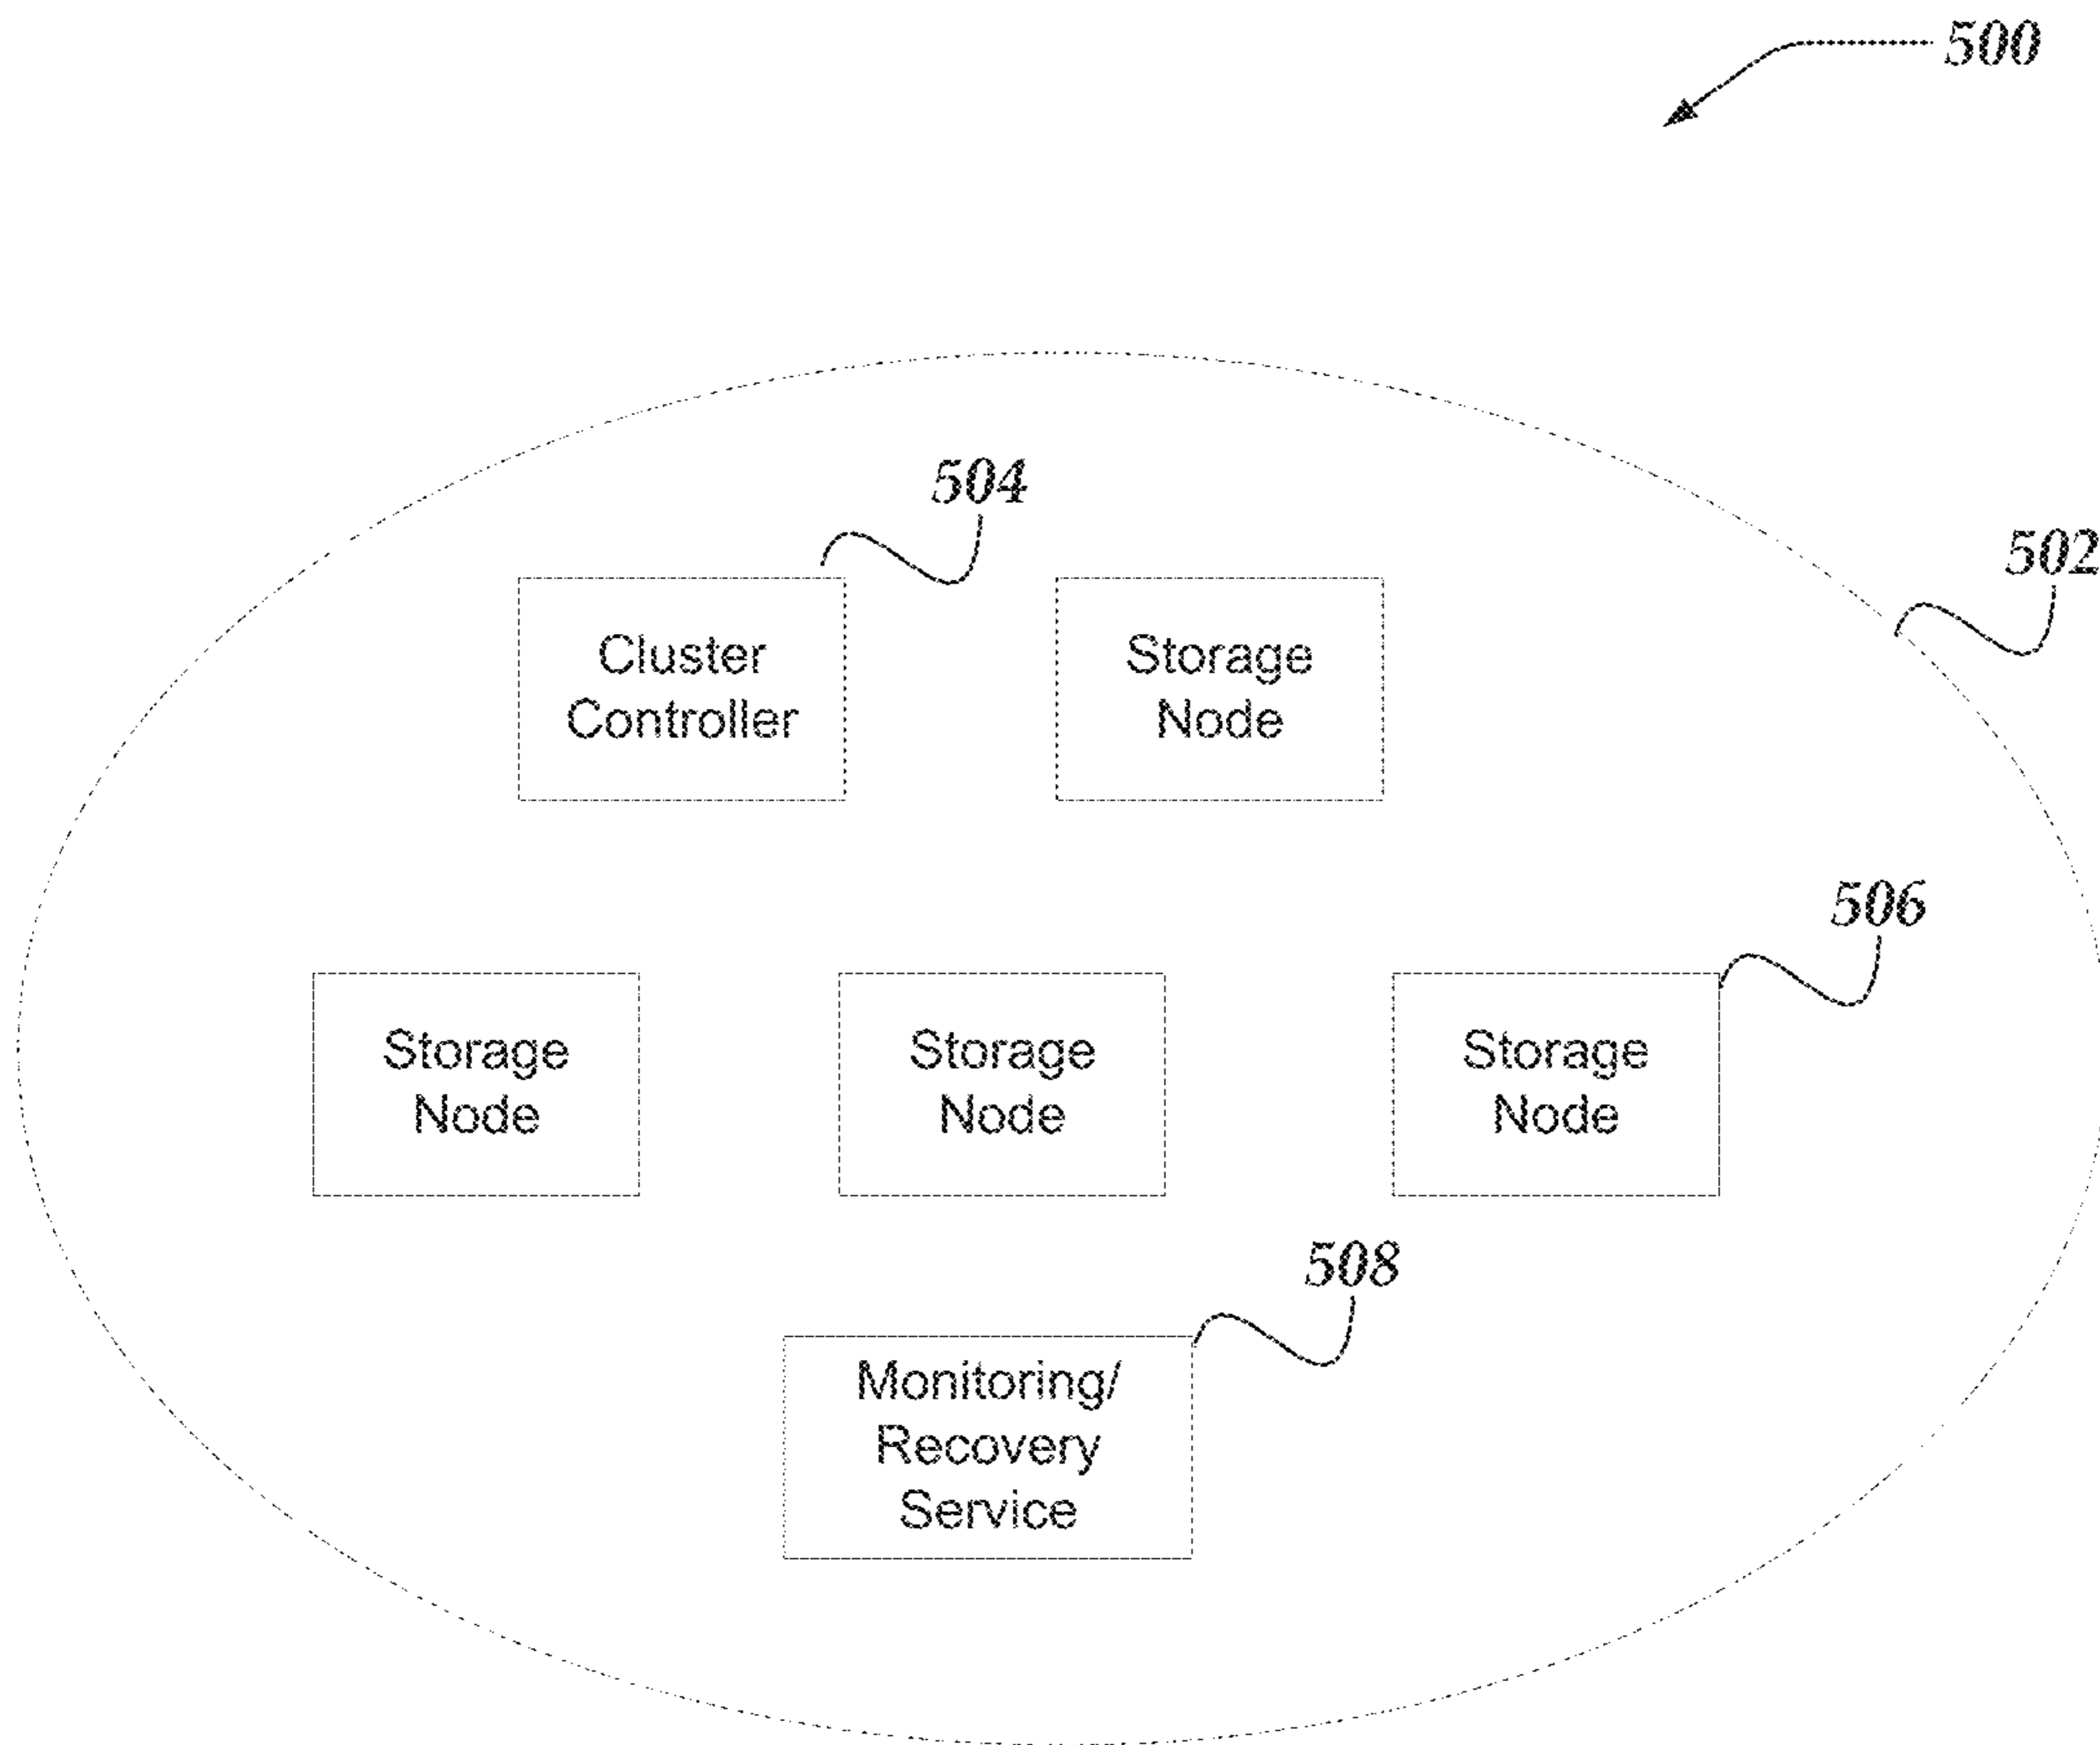 500
504
502
Cluster
Controller
Storage
Node
506
Storage
Node
Storage
Node
Storage
Node
508
Monitoring/
Recovery
Service